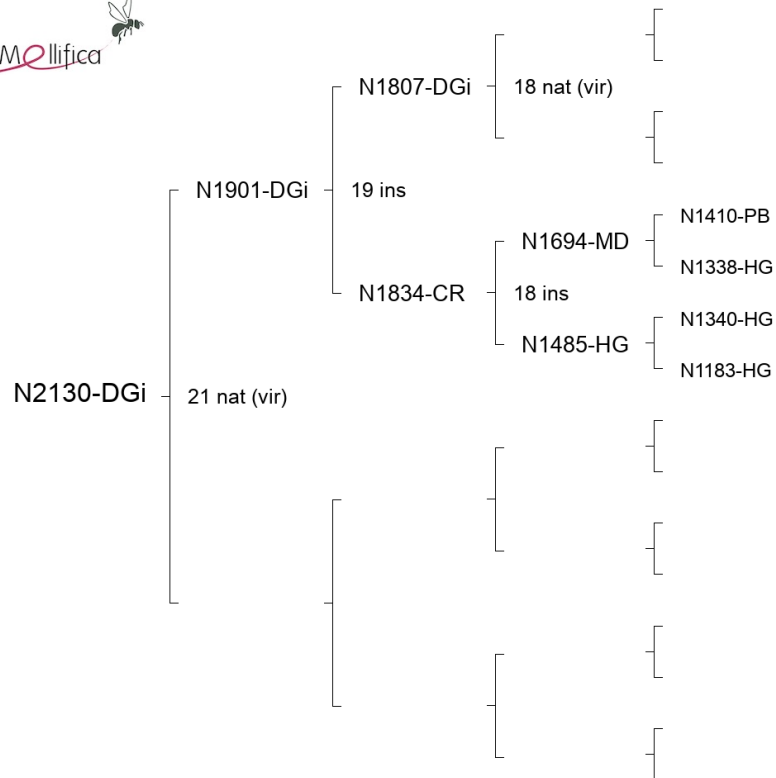 Mellifica
N1807-DGi
18 nat (vir)
N1901-DGi
19 ins
N1410-PB
N1694-MD
N1338-HG
N1834-CR
18 ins
N1340-HG
N1485-HG
N1183-HG
N2130-DGi
21 nat (vir)